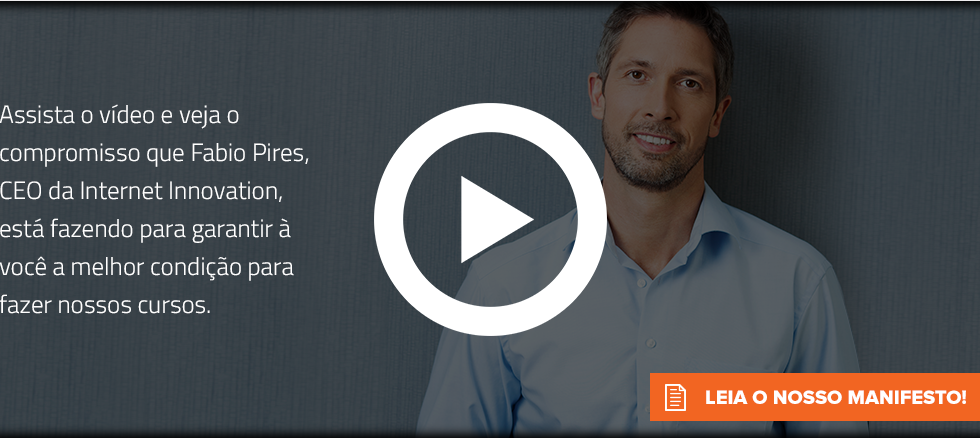 Assista o vídeo e veja o
compromisso que Fabio Pires,
CEO da Internet Innovation,
está fazendo para garantir à
você a melhor condição para
fazer nossos cursos.
LEIA O NOSSO MANIFESTO!